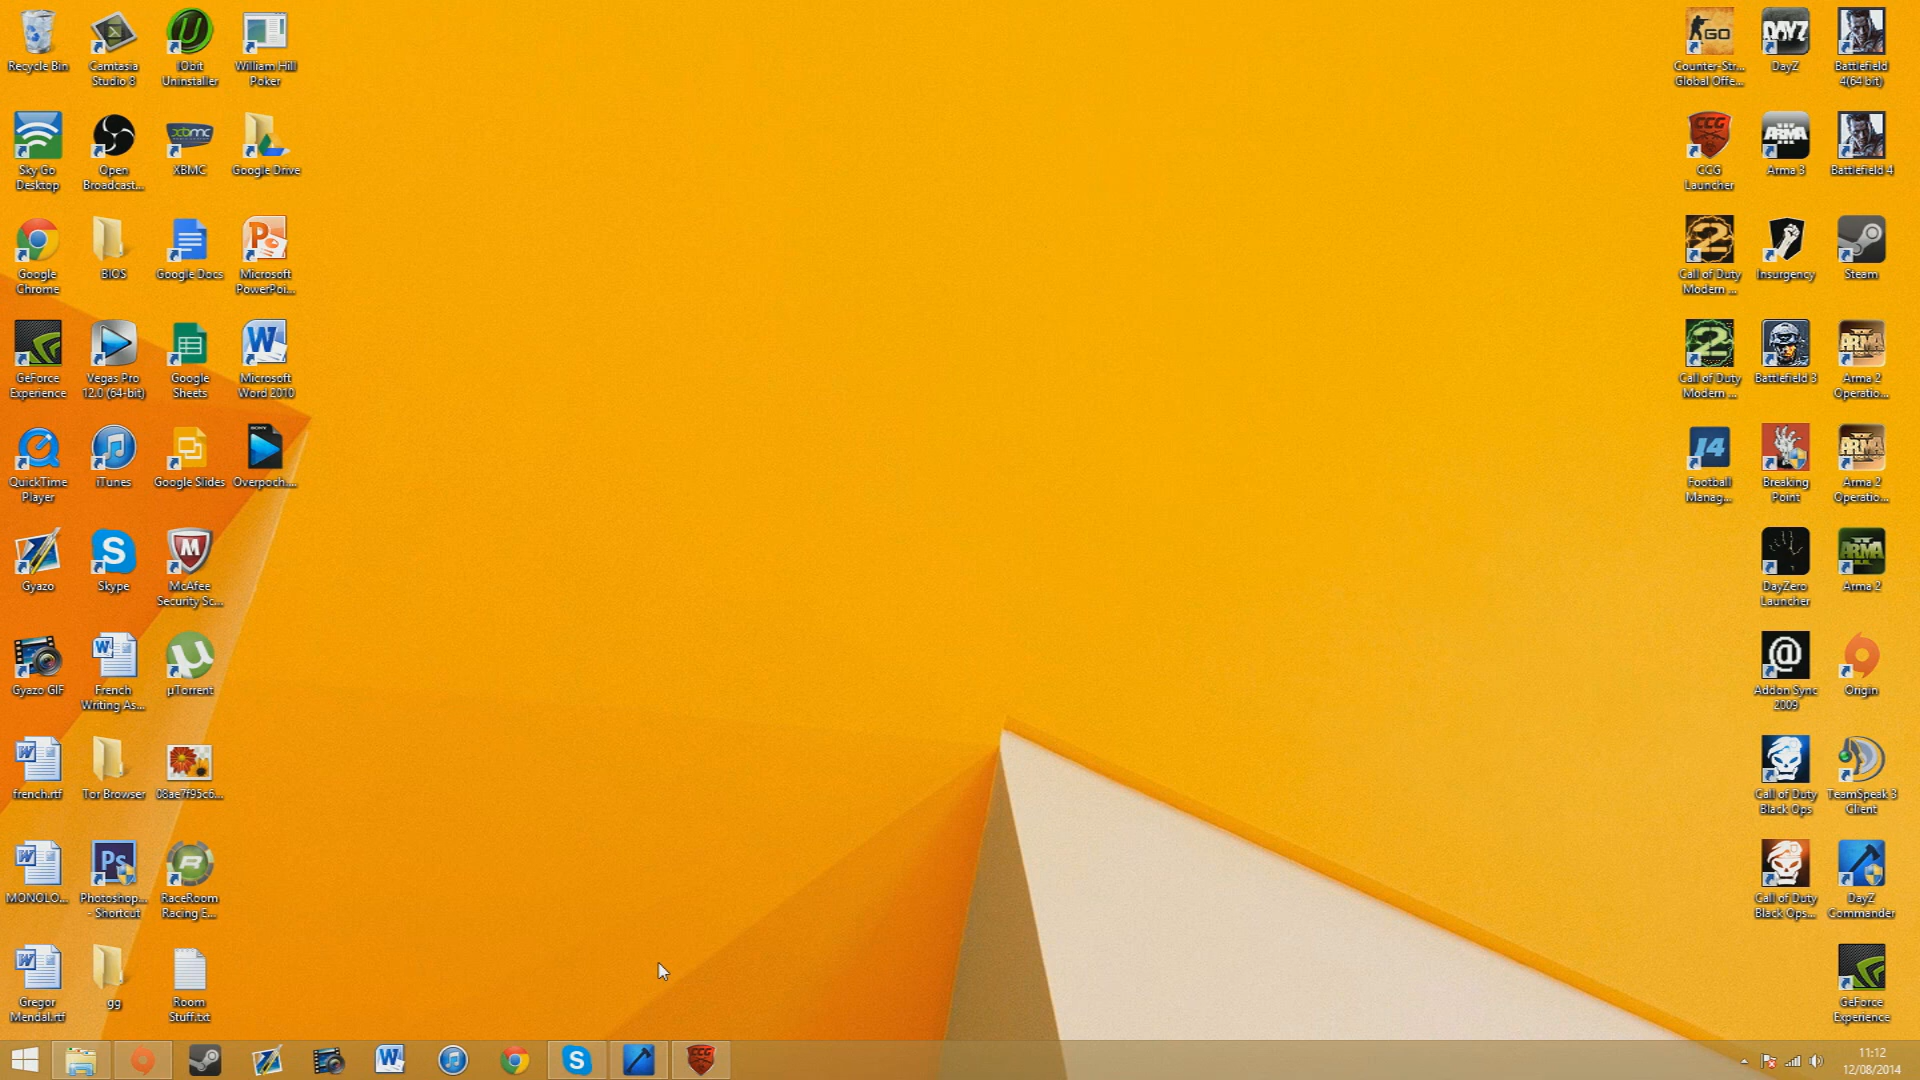 Recycle Bin
Camtasia
Studio 8
IObit
Uninstaller
William Hill
Poker
Sky Go
Desktop
Open
Broadcast...
XBMC
Google Drive
Google
Chrome
BIOS
Google Docs
Microsoft
PowerPoi...
GeForce
Experience
Vegas Pro
12.0 (64-bit)
Google
Sheets
Microsoft
Word 2010
QuickTime
Player
iTunes
Google Slides
Overpoch....
Gyazo
Skype
McAfee
Security Sc...
Gyazo GIF
French
Writing As...
µTorrent
french.rtf
Tor Browser
08ae7f95c6...
MONOLO...
Photoshop...
- Shortcut
RaceRoom
Racing E...
Gregor
Mendal.rtf
gg
Room
Stuff.txt
Counter-Str...
Global Offe...
DayZ
Battlefield
4(64 bit)
CCG
Launcher
Arma 3
Battlefield 4
Call of Duty
Modern ...
Insurgency
Steam
Call of Duty
Modern ...
Battlefield 3
Arma 2
Operatio...
Football
Manag...
Breaking
Point
Arma 2
Operatio...
DayZero
Launcher
Arma 2
Addon Sync
2009
Origin
Call of Duty
Black Ops
TeamSpeak 3
Client
Call of Duty
Black Ops...
DayZ
Commander
GeForce
Experience
11:12
12/08/2014